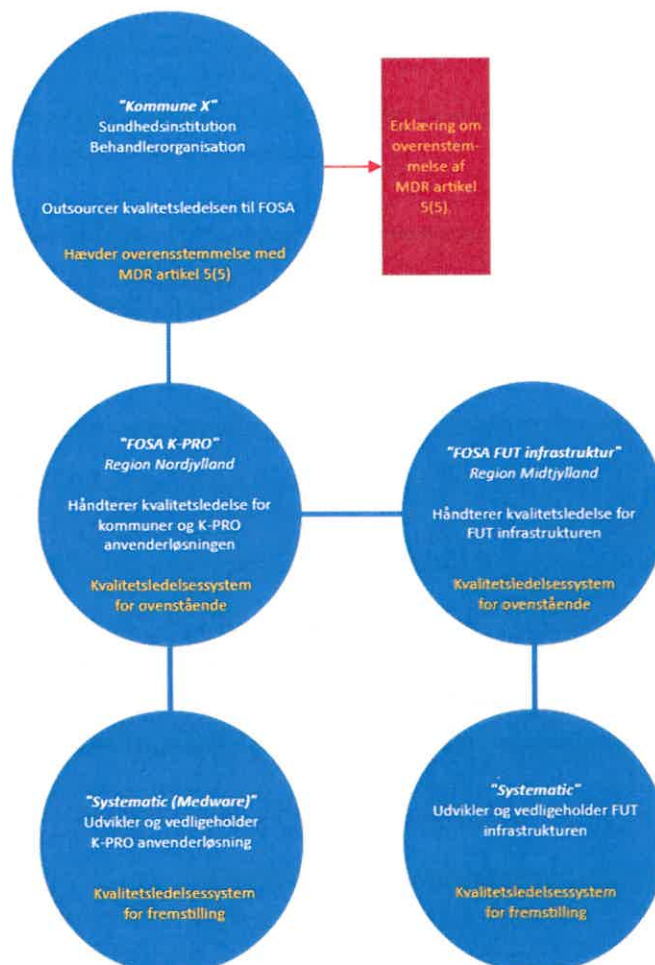 "Kommune X"
Sundhedsinstitution
Behandlerorganisation
Outsourcer kvalitetsledelsen til FOSA
Hævder overensstemmelse med
MDR artikel 5(5)
Erklæring om
overenstem-
melse af
MDR artikel
5(5).
"FOSA K-PRO"
Region Nordjylland
Håndterer kvalitetsledelse for
kommuner og K-PRO
anvenderløsningen
Kvalitetsledelsessystem
for ovenstående
"FOSA FUT infrastruktur"
Region Midtjylland
Håndterer kvalitetsledelse for
FUT infrastrukturen
Kvalitetsledelsessystem
for ovenstående
"Systematic (Medware)"
Udvikler og vedligeholder
K-PRO anvenderløsning
Kvalitetsledelsessystem
for fremstilling
"Systematic"
Udvikler og vedligeholder FUT
infrastrukturen
Kvalitetsledelsessystem
for fremstilling